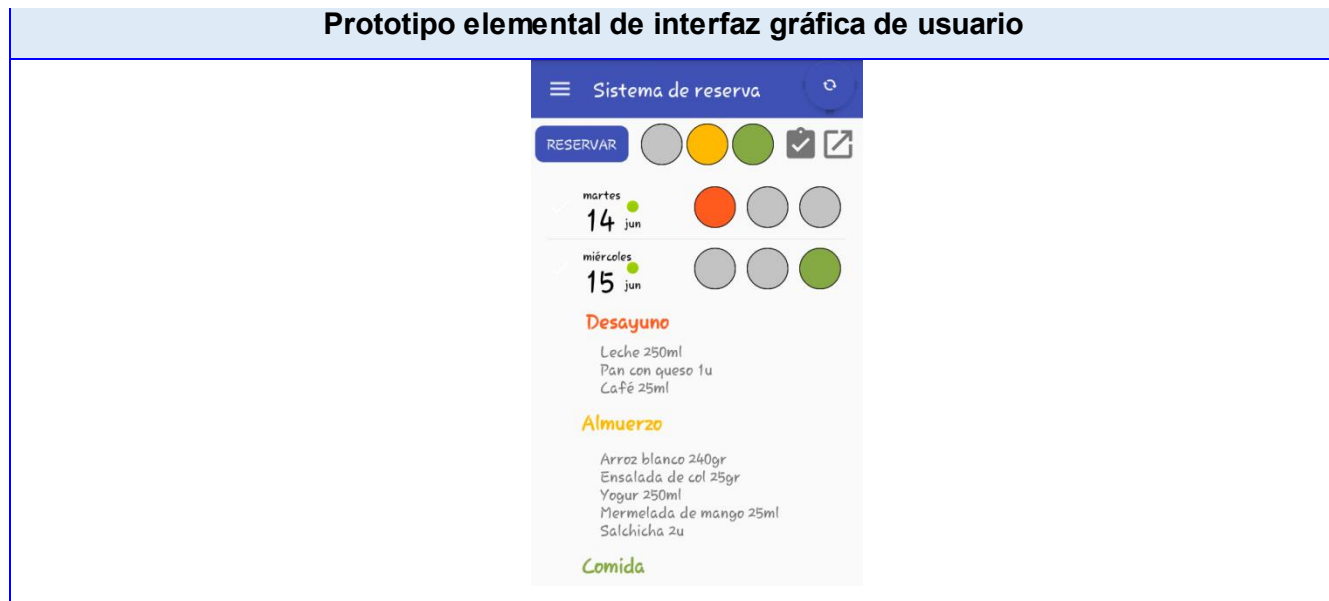 Prototipo elemental de interfaz gráfica de usuario
Sistema de reserva
RESERVAR
martes
14 jun
miércoles
15 jun
Desayuno
Leche 250ml
Pan con queso 1u
Café 25ml
Almuerzo
Arroz blanco 240gr
Ensalada de col 25gr
Yogur 250ml
Mermelada de mango 25ml
Salchicha 2u
Comida